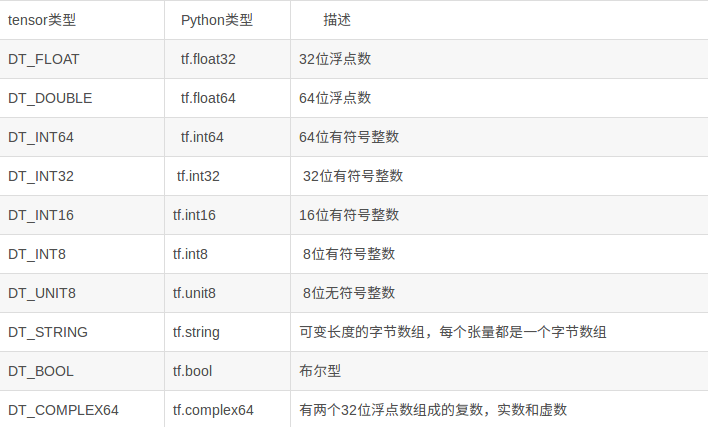 tensor类型 Python类型 描述
DT_FLOAT tf.float32 32位浮点数
DT_DOUBLE tf.float64 64位浮点数
DT_INT64 tf.int64 64位有符号整数
DT_INT32 tf.int32 32位有符号整数
DT_INT16 tf.int16 16位有符号整数
DT_INT8 tf.int8 8位有符号整数
DT_UNIT8 tf.unit8 8位无符号整数
DT_STRING tf.string 可变长度的字节数组，每个张量都是一个字节数组
DT_BOOL tf.bool 布尔型
DT_COMPLEX64 tf.complex64 有两个32位浮点数组成的复数，实数和虚数